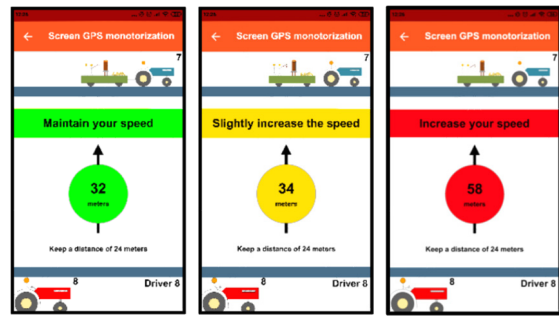 Screen GPS monotorization
7
Maintain your speed
32
meters
Keep a distance of 24 meters
8
Driver 8
Screen GPS monotorization
7
Slightly increase the speed
34
meters
Keep a distance of 24 meters
8
Driver 8
Screen GPS monotorization
7
Increase your speed
58
meters
Keep a distance of 24 meters
8
Driver 8